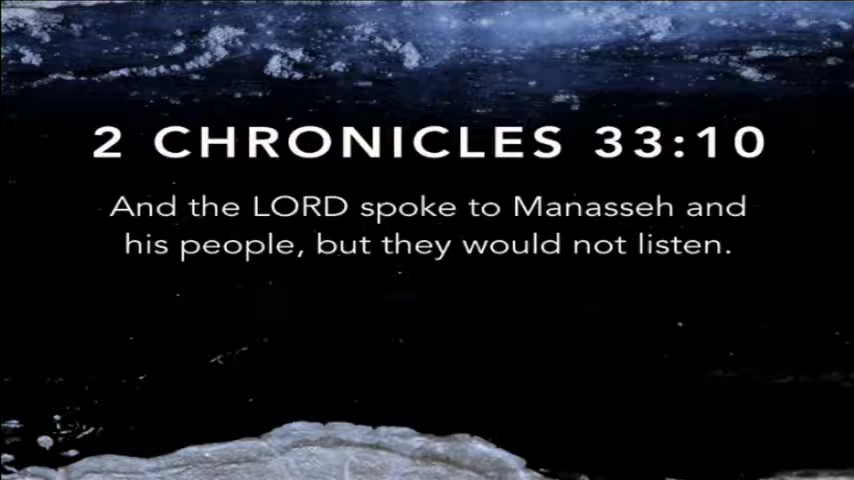 2 CHRONICLES 33:10
And the LORD spoke to Manasseh and
his people, but they would not listen.